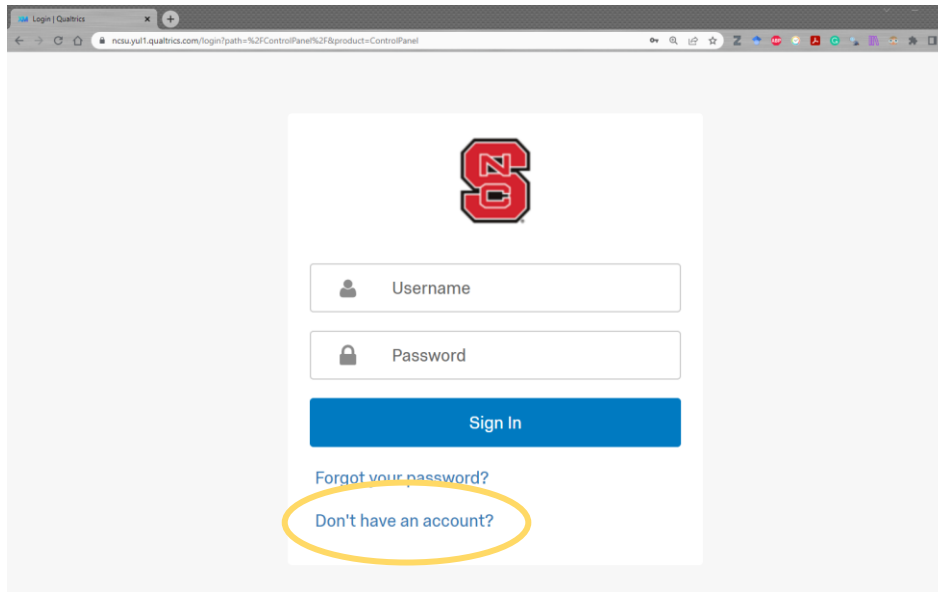 Login | Qualtrics
ncsu.yul1.qualtrics.com/login?path=%2FControlPanel%2F&product=ControlPanel
NC
S
Username
Password
Sign In
Forgot your password?
Don't have an account?